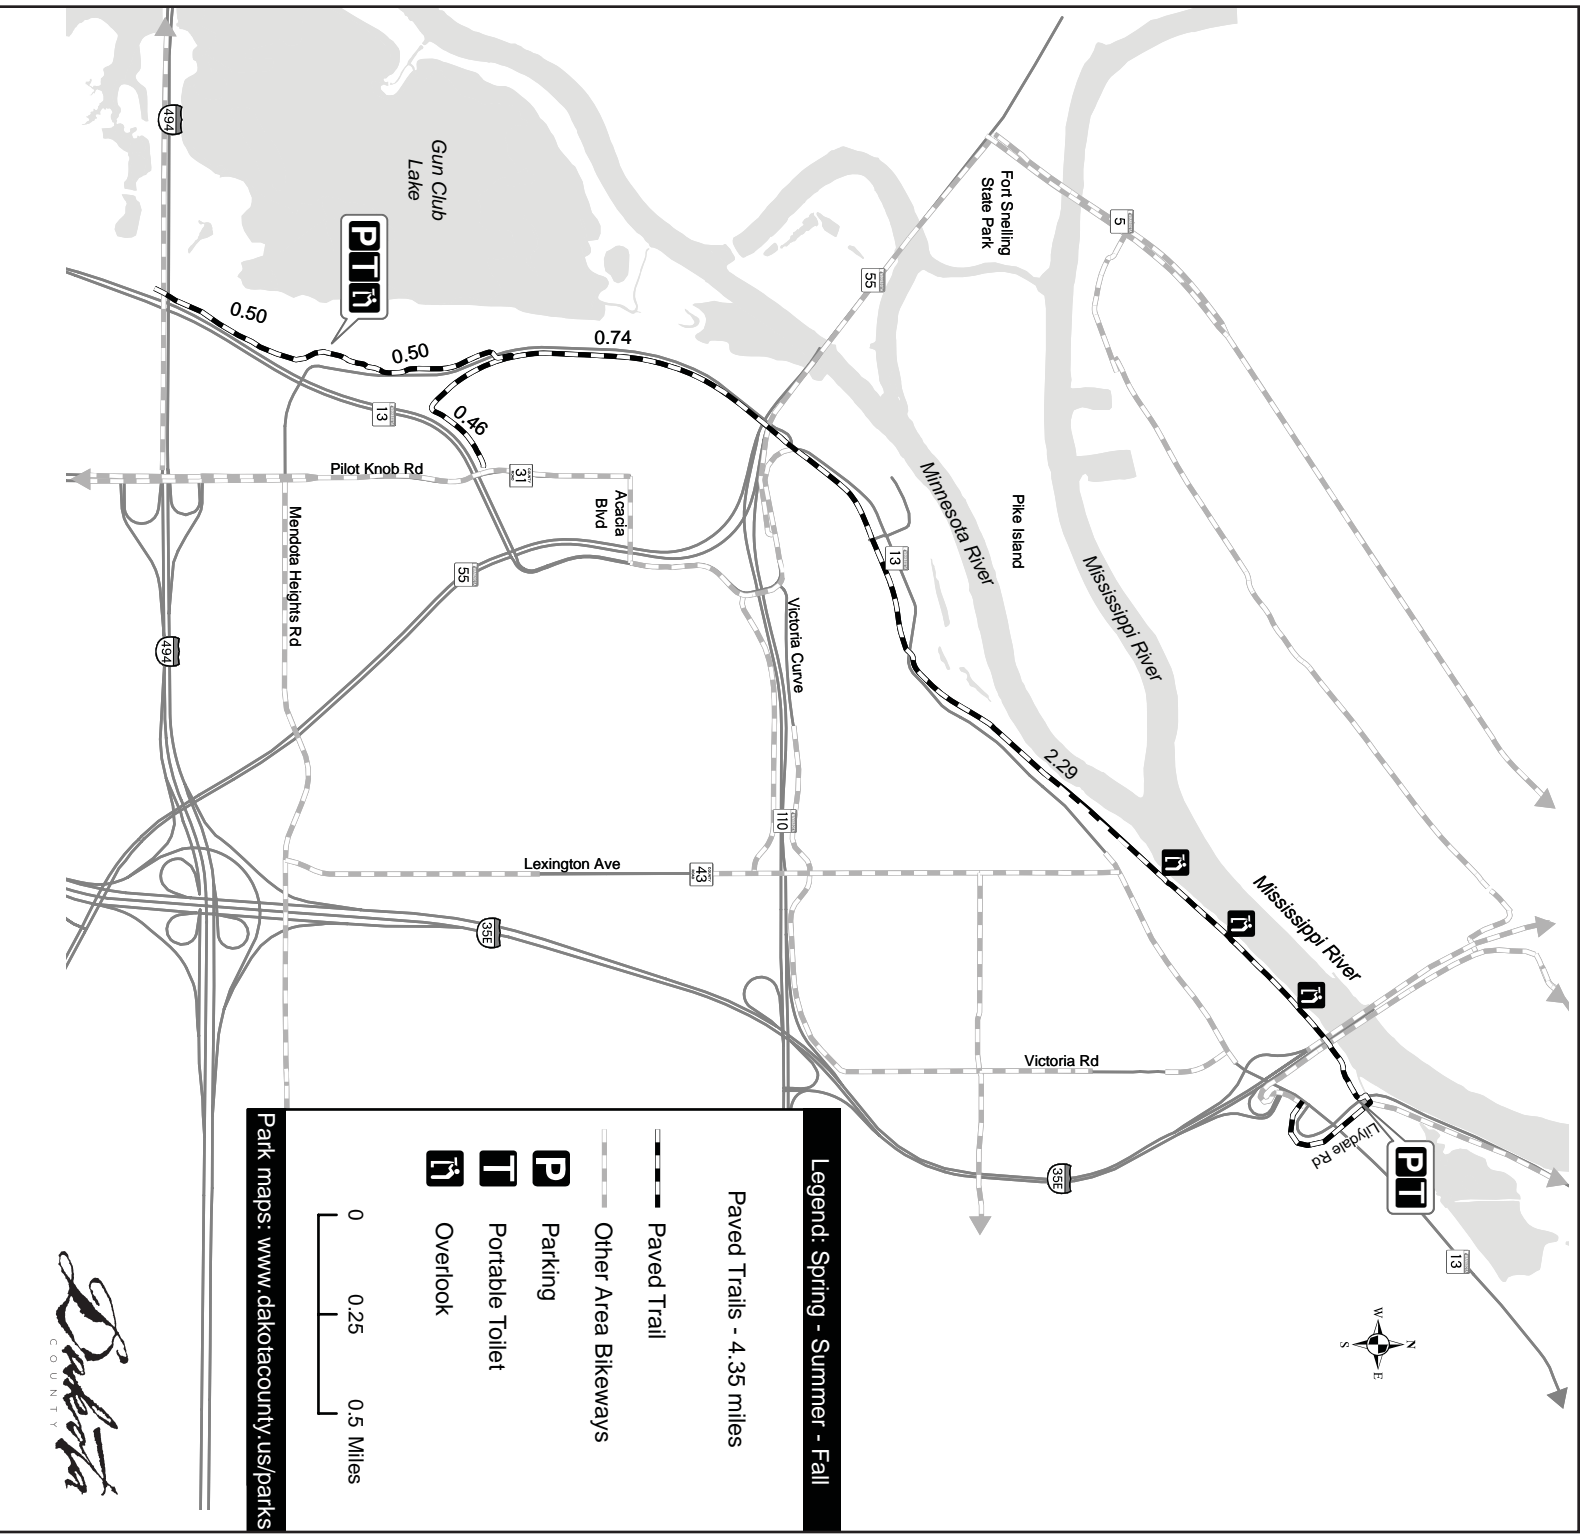 494
Gun Club
Lake
P T
0.50
0.50
0.74
0.46
13
Pilot Knob Rd
COUNTY
31
Acacia
Blvd
Mendota Heights Rd
494
55
55
5
Fort Snelling
State Park
Pike Island
Minnesota River
Mississippi River
13
Victoria Curve
2.29
110
Lexington Ave
COUNTY
43
35E
Mississippi River
Victoria Rd
35E
Lilydale Rd
P T
13
N
W
E
S
Legend: Spring - Summer - Fall
Paved Trails - 4.35 miles
Paved Trail
Other Area Bikeways
P Parking
T Portable Toilet
Overlook
0 0.25 0.5 Miles
Park maps: www.dakotacounty.us/parks
Dakota
COUNTY